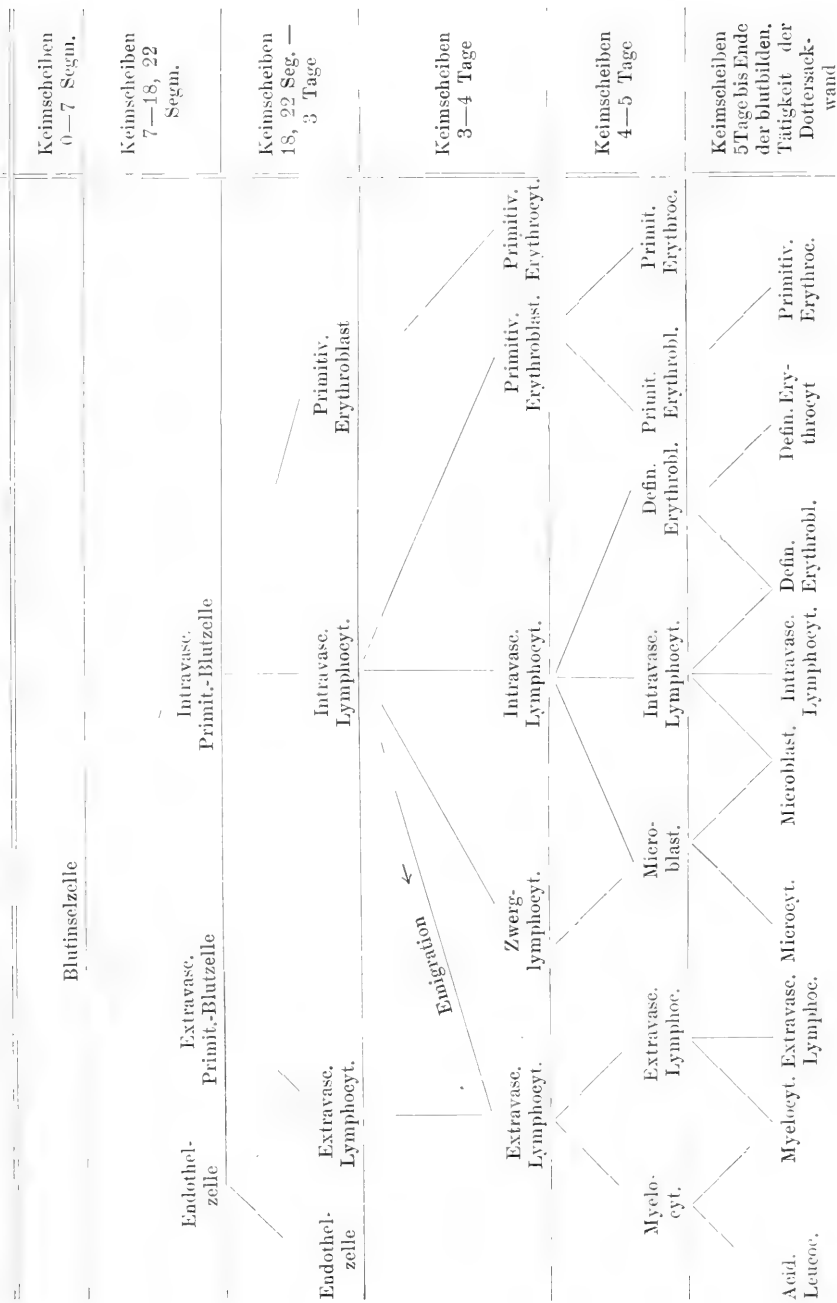 Keimscheiben
0—7 Segm.
Blutinselzelle
Keimscheiben
7—18, 22
Segm.
Endothel-
zelle
Extravasc.
Primit.-Blutzelle
Intravasc.
Primit.-Blutzelle
Keimscheiben
18, 22 Seg. —
3 Tage
Endothel-
zelle
Extravasc.
Lymphocyt.
Intravasc.
Lymphocyt.
Primitiv.
Erythroblast
Keimscheiben
3—4 Tage
Emigration
Extravasc.
Lymphocyt.
Zwerg-
lymphocyt.
Intravasc.
Lymphocyt.
Primitiv.
Erythroblast.
Primitiv.
Erythrocyt.
Keimscheiben
4—5 Tage
Myelo-
cyt.
Extravasc.
Lymphoc.
Micro-
blast.
Intravasc.
Lymphocyt.
Defin.
Erythrobl.
Primit.
Erythrobl.
Primit.
Erythroc.
Keimscheiben
5 Tage bis Ende
der blutbilden.
Tätigkeit der
Dottersack-
wand
Acid.
Leucoc.
Myelocyt.
Extravasc.
Lymphoc.
Microcyt.
Microblast.
Intravasc.
Lymphocyt.
Defin.
Erythrobl.
Defin. Ery-
throcyt
Primitiv.
Erythroc.